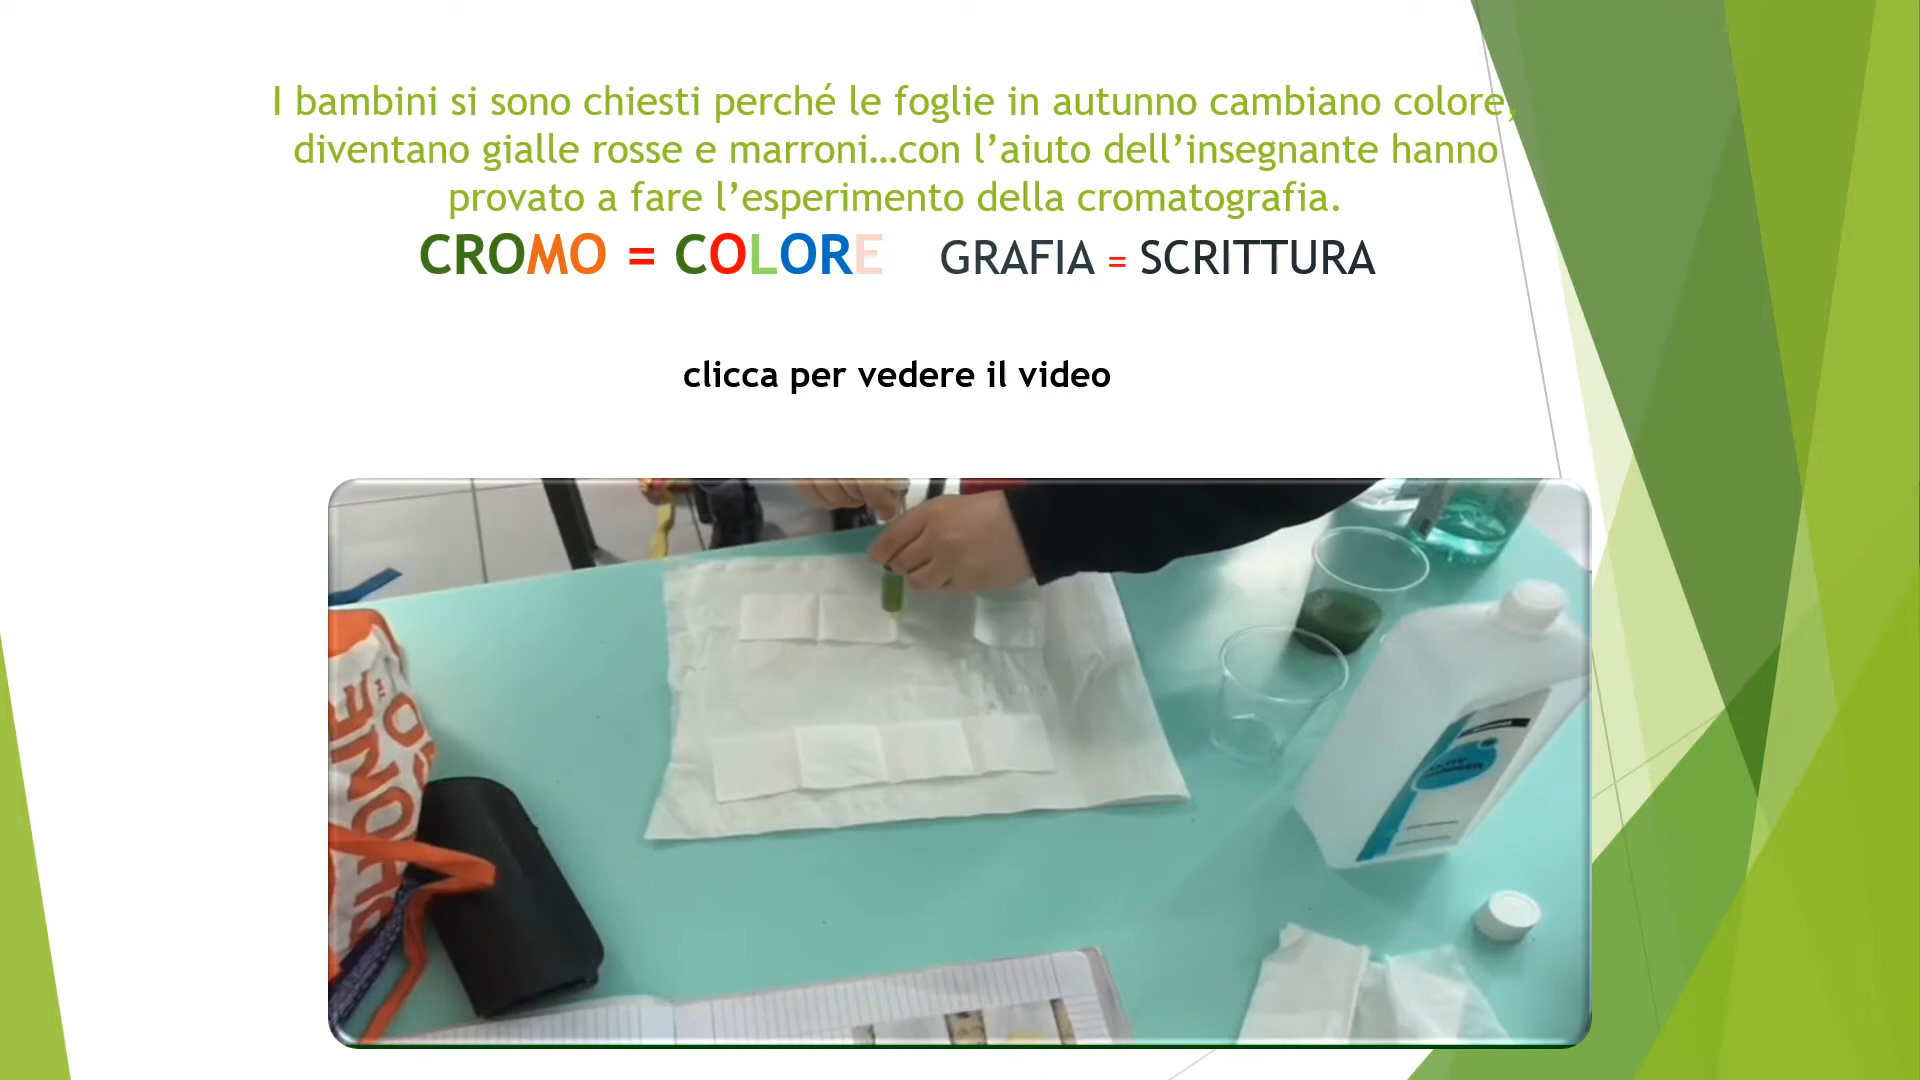 I bambini si sono chiesti perché le foglie in autunno cambiano colore,
diventano gialle rosse e marroni…con l’aiuto dell’insegnante hanno
provato a fare l’esperimento della cromatografia.
CROMO = COLORE GRAFIA = SCRITTURA
clicca per vedere il video